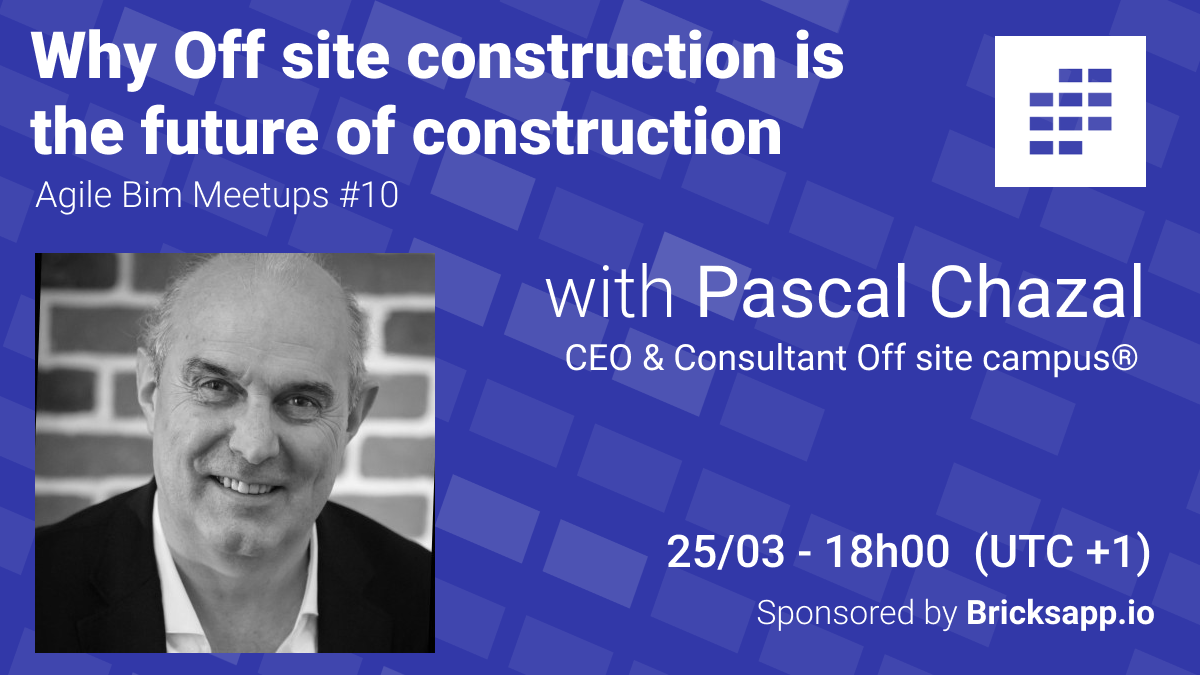 Why Off site construction is
the future of construction
Agile Bim Meetups #10
with Pascal Chazal
CEO & Consultant Off site campus®
25/03 - 18h00 (UTC +1)
Sponsored by Bricksapp.io